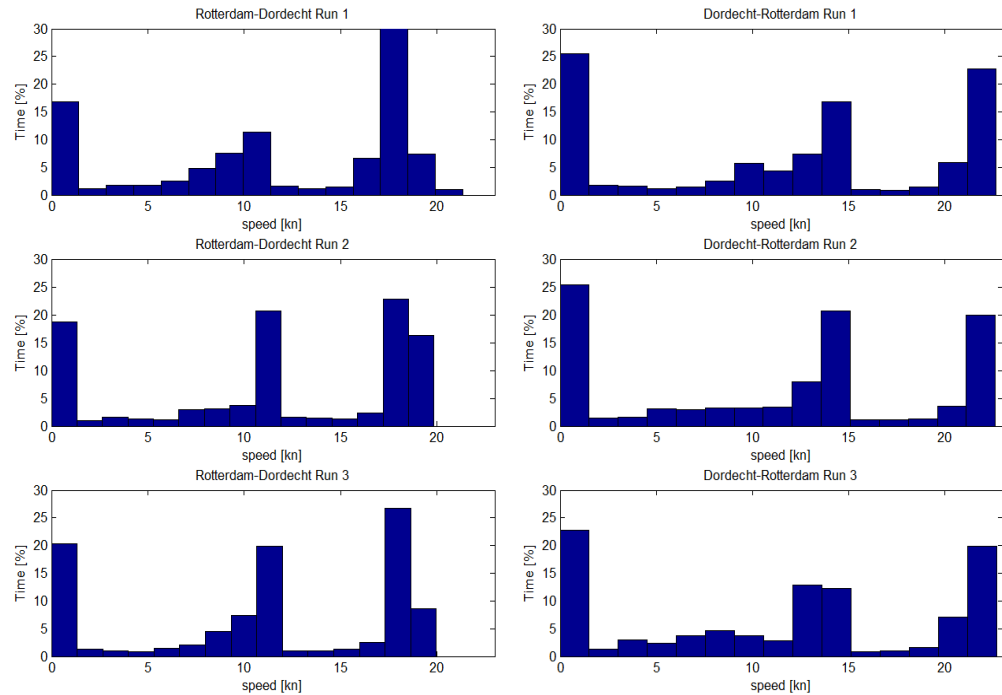 Rotterdam-Dordecht Run 1
30
25
20
15
10
5
0
Time [%]
0 5 10 15 20
speed [kn]
Dordecht-Rotterdam Run 1
30
25
20
15
10
5
0
Time [%]
0 5 10 15 20
speed [kn]
Rotterdam-Dordecht Run 2
30
25
20
15
10
5
0
Time [%]
0 5 10 15 20
speed [kn]
Dordecht-Rotterdam Run 2
30
25
20
15
10
5
0
Time [%]
0 5 10 15 20
speed [kn]
Rotterdam-Dordecht Run 3
30
25
20
15
10
5
0
Time [%]
0 5 10 15 20
speed [kn]
Dordecht-Rotterdam Run 3
30
25
20
15
10
5
0
Time [%]
0 5 10 15 20
speed [kn]